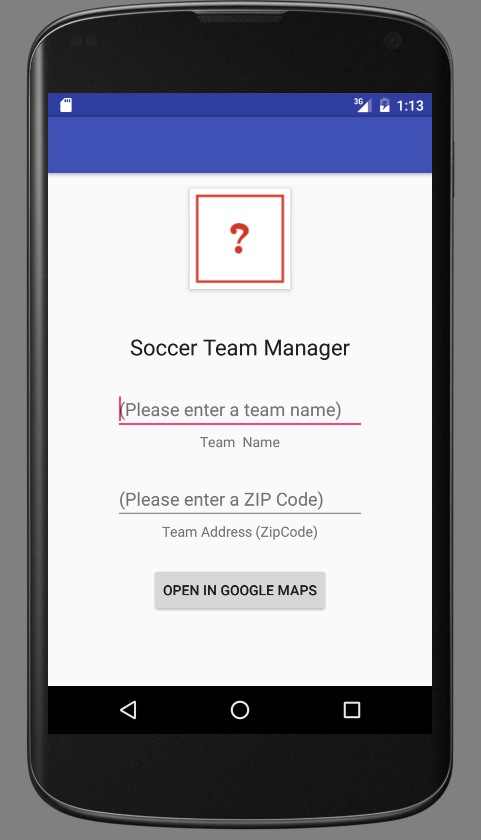 3G 1:13
?
Soccer Team Manager
(Please enter a team name)
Team Name
(Please enter a ZIP Code)
Team Address (ZipCode)
OPEN IN GOOGLE MAPS